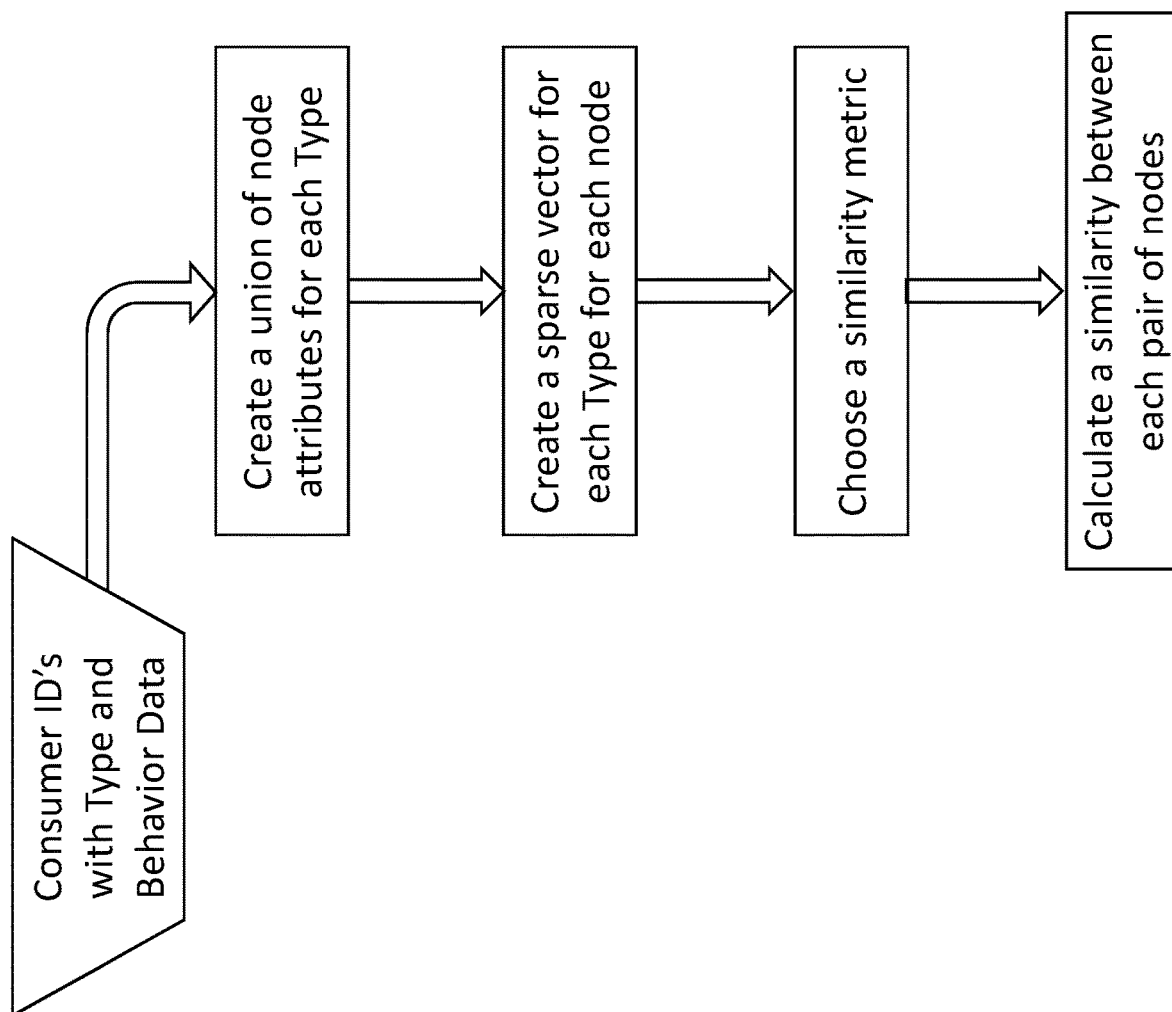 Consumer ID's
with Type and
Behavior Data
Create a union of node
attributes for each Type
Create a sparse vector for
each Type for each node
Choose a similarity metric
Calculate a similarity between
each pair of nodes